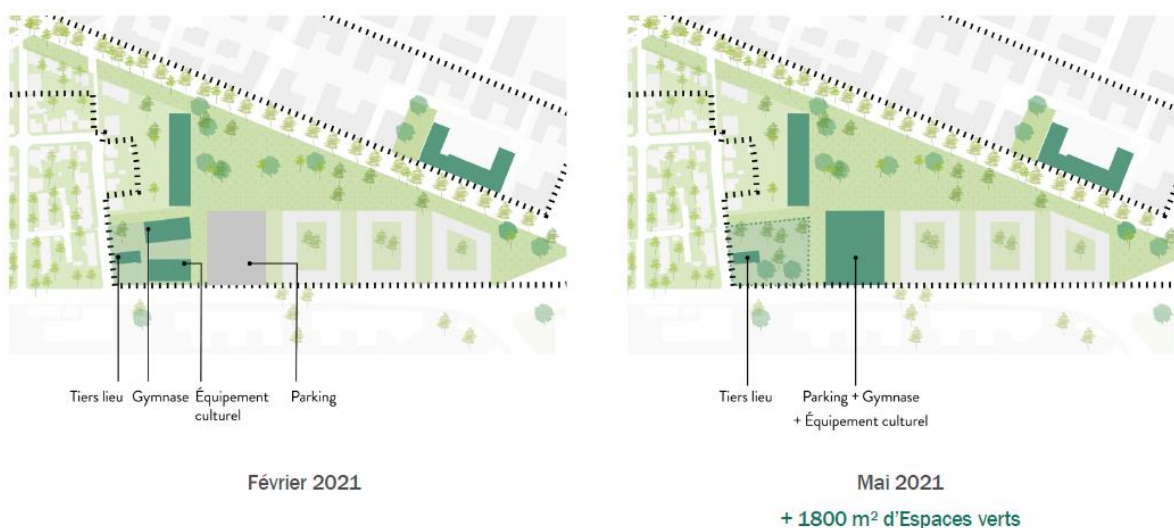 Tiers lieu Gymnase Équipement culturel Parking
Février 2021
Tiers lieu Parking + Gymnase
+ Équipement culturel
Mai 2021
+ 1800 m² d'Espaces verts